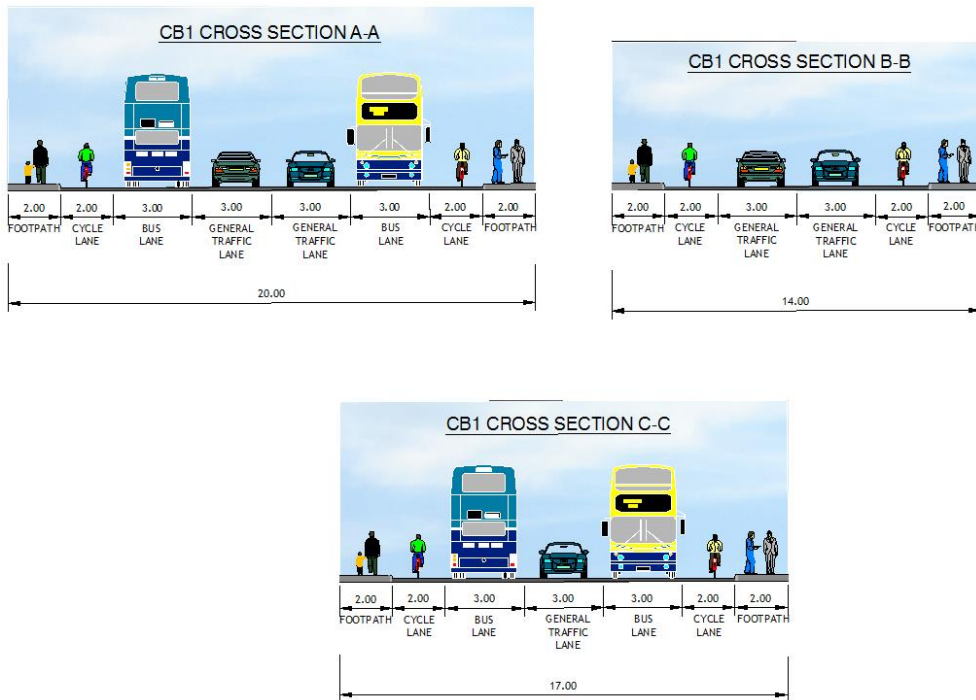 CB1 CROSS SECTION A-A
2.00 2.00 3.00 3.00 3.00 3.00 2.00 2.00
FOOTPATH CYCLE LANE BUS LANE GENERAL TRAFFIC LANE GENERAL TRAFFIC LANE BUS LANE CYCLE LANE FOOTPATH
20.00
CB1 CROSS SECTION B-B
2.00 2.00 3.00 3.00 2.00 2.00
FOOTPATH CYCLE LANE GENERAL TRAFFIC LANE GENERAL TRAFFIC LANE CYCLE LANE FOOTPATH
14.00
CB1 CROSS SECTION C-C
2.00 2.00 3.00 3.00 3.00 2.00 2.00
FOOTPATH CYCLE LANE BUS LANE GENERAL TRAFFIC LANE BUS LANE CYCLE LANE FOOTPATH
17.00